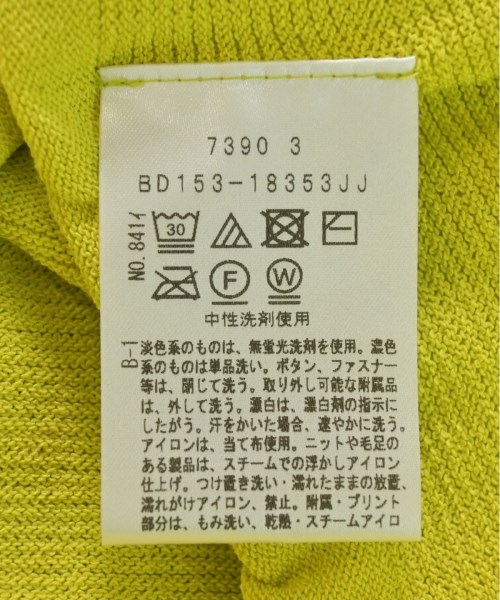 7390 3
BD153-18353JJ
NO.841イ
30
F W
中性洗剤使用
B-1
淡色系のものは、無蛍光洗剤を使用。濃色
系のものは単品洗い。ボタン、ファスナー
等は、閉じて洗う。取り外し可能な附属品
は、外して洗う。漂白は、漂白剤の指示に
したがう。汗をかいた場合、速やかに洗う。
アイロンは、当て布使用。ニットや毛足の
ある製品は、スチームでの浮かしアイロン
仕上げ。つけ置き洗い・濡れたままの放置、
濡れがけアイロン、禁止。附属・プリント
部分は、もみ洗い、乾熱・スチームアイロ